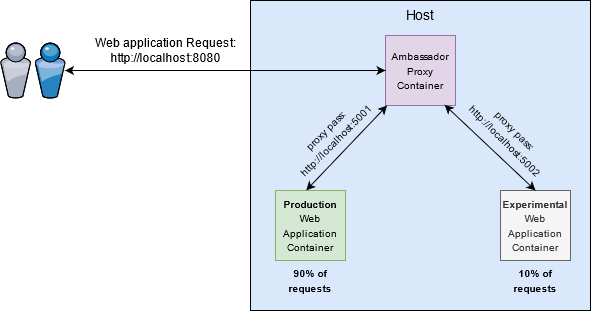 Host
Web application Request:
http://localhost:8080
Ambassador
Proxy
Container
proxy pass:
http://localhost:5001
proxy pass:
http://localhost:5002
Production
Web
Application
Container
Experimental
Web
Application
Container
90% of
requests
10% of
requests